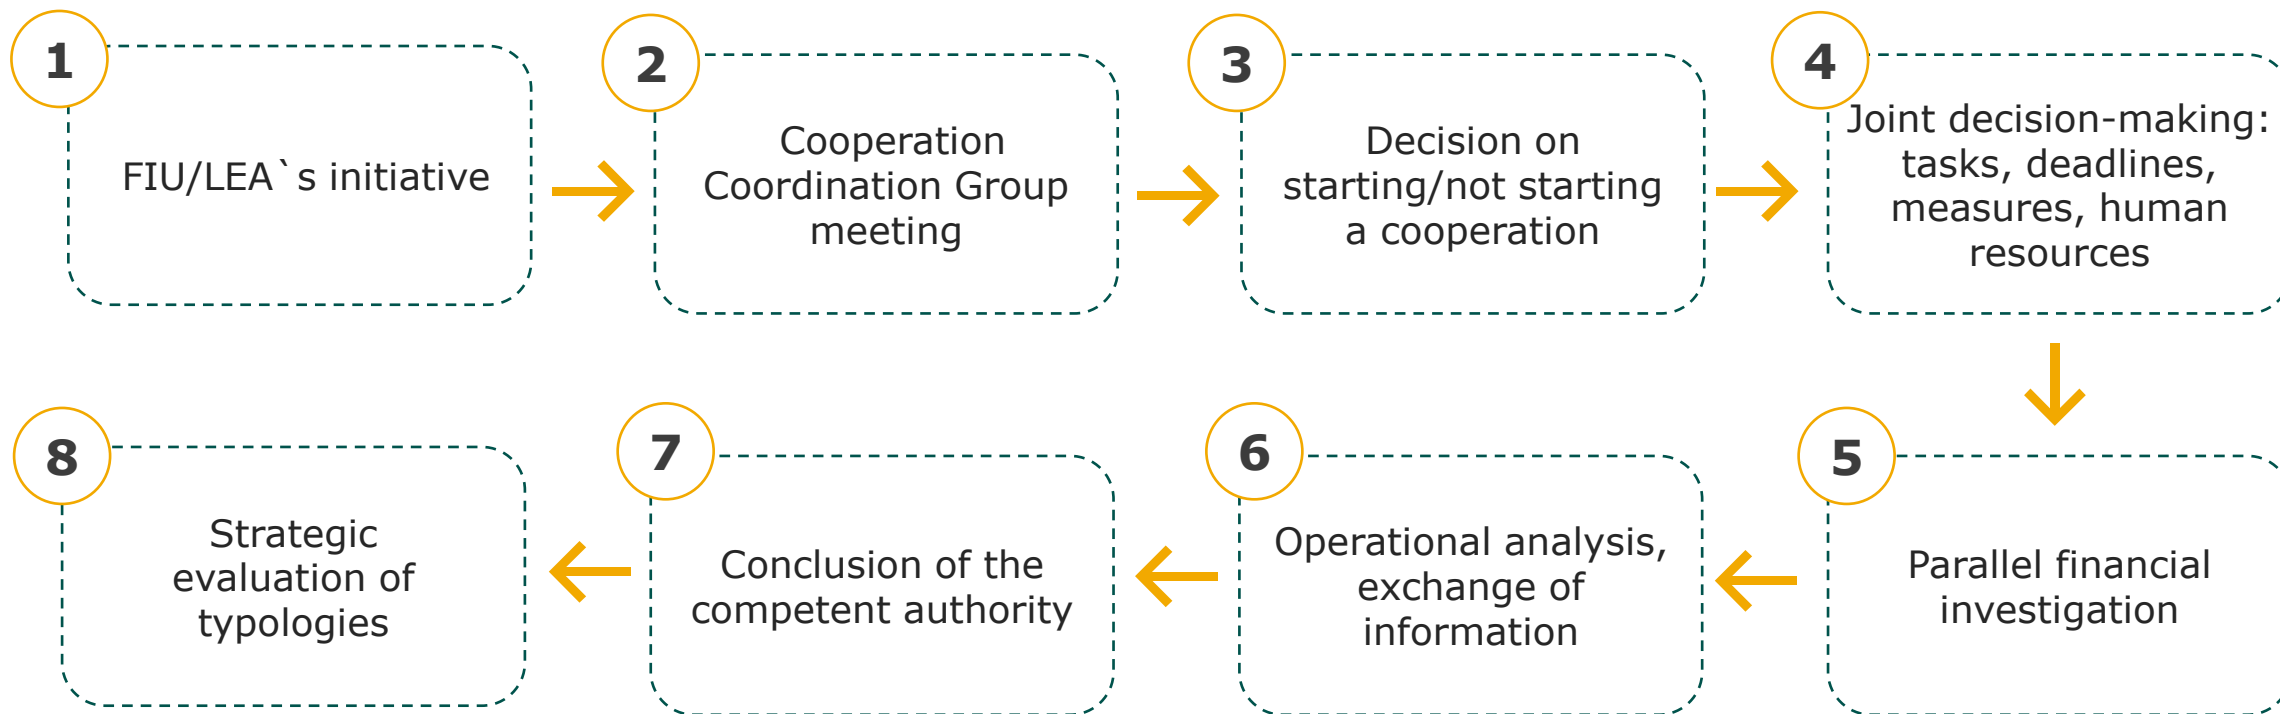 1
FIU/LEA`s initiative
2
Cooperation
Coordination Group
meeting
3
Decision on
starting/not starting
a cooperation
4
Joint decision-making:
tasks, deadlines,
measures, human
resources
5
Parallel financial
investigation
6
Operational analysis,
exchange of
information
7
Conclusion of the
competent authority
8
Strategic
evaluation of
typologies